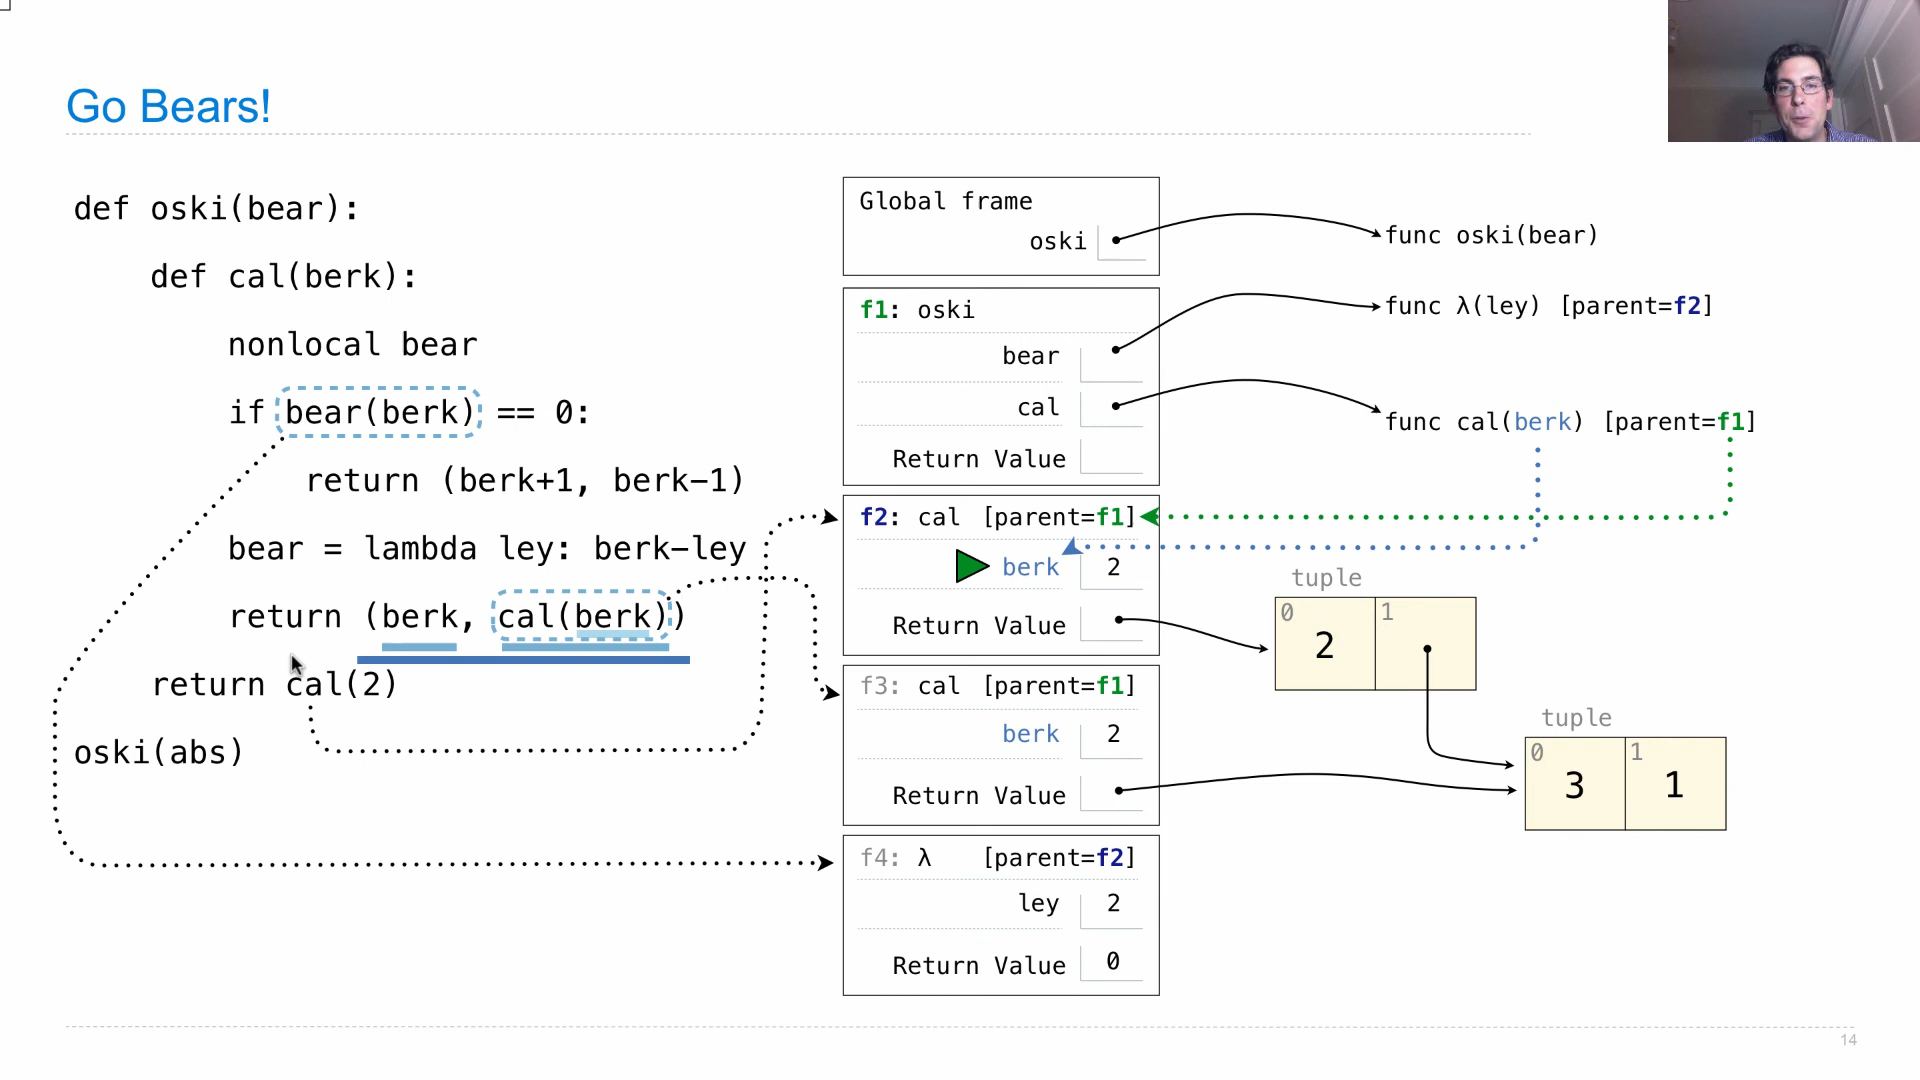 Go Bears!
def oski(bear):
def cal(berk):
nonlocal bear
if bear(berk) == 0:
return (berk+1, berk-1)
bear = lambda ley: berk-ley
return (berk, cal(berk))
return cal(2)
oski(abs)
Global frame
oski
func oski(bear)
f1: oski
bear
func λ(ley) [parent=f2]
cal
func cal(berk) [parent=f1]
Return Value
f2: cal [parent=f1]
berk 2
Return Value
tuple
0 1
2
f3: cal [parent=f1]
berk 2
Return Value
tuple
0 1
3 1
f4: λ [parent=f2]
ley 2
Return Value 0
14